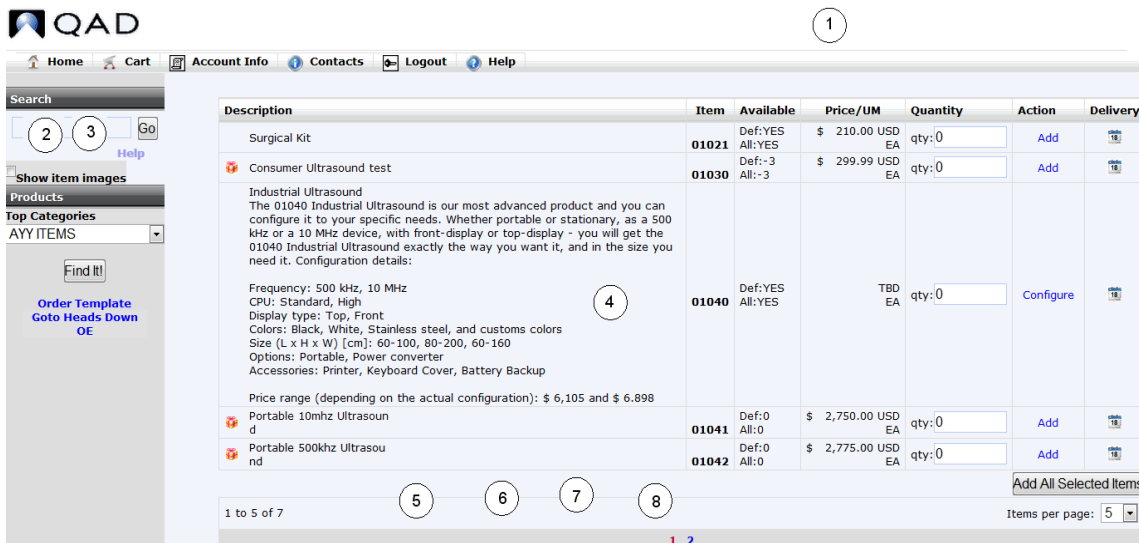 QAD
1
Home Cart Account Info Contacts Logout Help
Search
2 3 Go
Help
Show item images
Products
Top Categories
AYY ITEMS
Find It!
Order Template
Goto Heads Down
OE
Description Item Available Price/UM Quantity Action Delivery
Surgical Kit 01021 Def:YES All:YES $ 210.00 USD EA qty: 0 Add 18
Consumer Ultrasound test 01030 Def:-3 All:-3 $ 299.99 USD EA qty: 0 Add 18
Industrial Ultrasound
The 01040 Industrial Ultrasound is our most advanced product and you can
configure it to your specific needs. Whether portable or stationary, as a 500
kHz or a 10 MHz device, with front-display or top-display - you will get the
01040 Industrial Ultrasound exactly the way you want it, and in the size you
need it. Configuration details:
Frequency: 500 kHz, 10 MHz
CPU: Standard, High
Display type: Top, Front
Colors: Black, White, Stainless steel, and customs colors
Size (L x H x W) [cm]: 60-100, 80-200, 60-160
Options: Portable, Power converter
Accessories: Printer, Keyboard Cover, Battery Backup
Price range (depending on the actual configuration): $ 6,105 and $ 6.898
4
01040 Def:YES All:YES TBD EA qty: 0 Configure 18
Portable 10mhz Ultrasoun
d
01041 Def:0 All:0 $ 2,750.00 USD EA qty: 0 Add 18
Portable 500khz Ultrasou
nd
01042 Def:0 All:0 $ 2,775.00 USD EA qty: 0 Add 18
Add All Selected Items
5 6 7 8
1 to 5 of 7 Items per page: 5
1 2